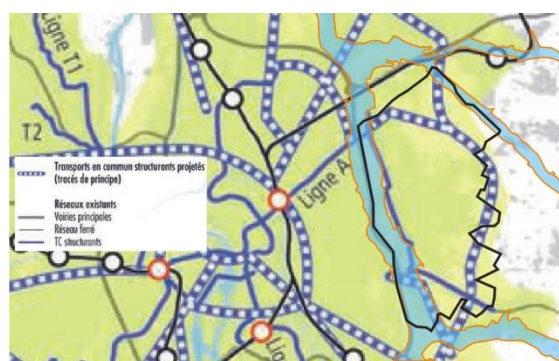 Ligne T1
T2
Ligne A
Transports en commun structurants projetés
(tracés de principe)
Réseaux existants
Voiries principales
Réseau ferré
TC structurants
Lig